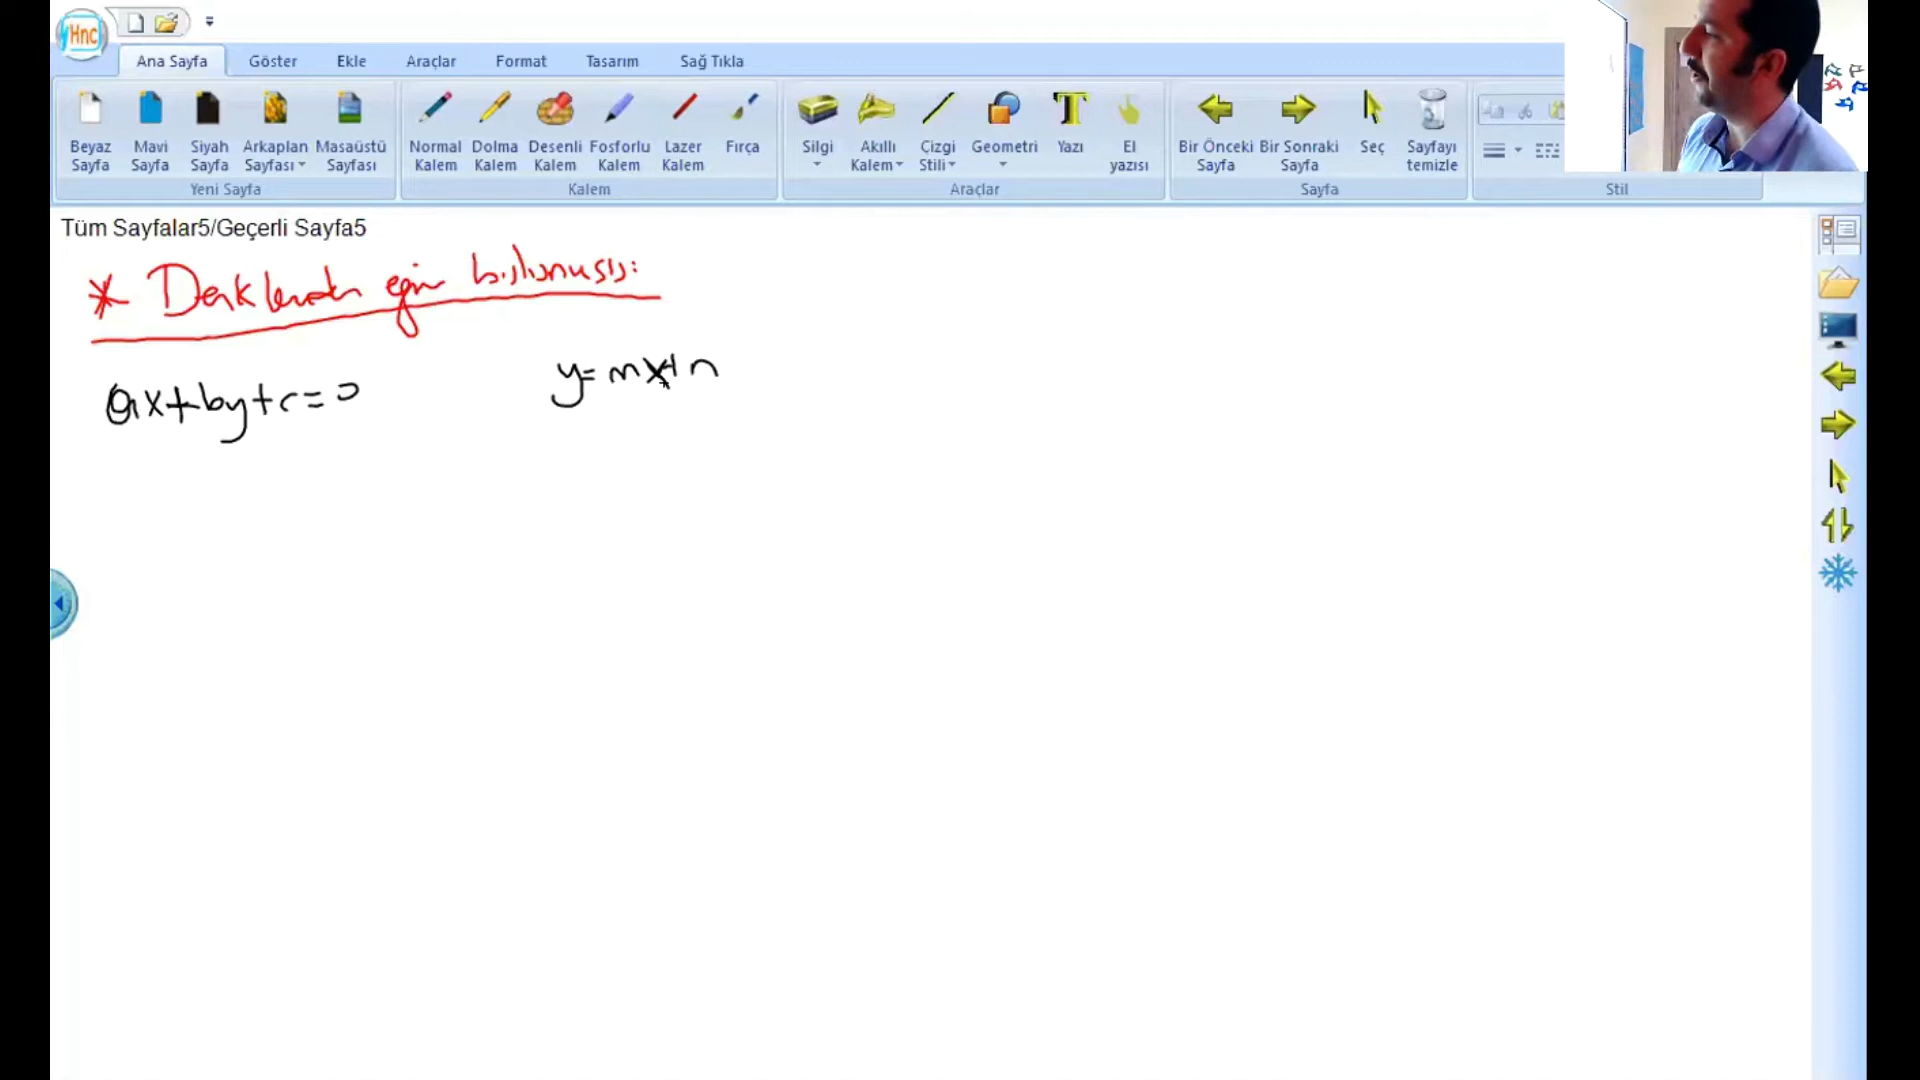 Hnc
Ana Sayfa Göster Ekle Araçlar Format Tasarım Sağ Tıkla
Beyaz Sayfa Mavi Sayfa Siyah Sayfa Arkaplan Sayfası Masaüstü Sayfası
Yeni Sayfa
Normal Kalem Dolma Kalem Desenli Kalem Fosforlu Kalem Lazer Kalem Fırça
Kalem
Silgi Akıllı Kalem Çizgi Stili Geometri Yazı El yazısı
Araçlar
Bir Önceki Sayfa Bir Sonraki Sayfa Seç Sayfayı temizle
Sayfa
Stil
Tüm Sayfalar5/Geçerli Sayfa5
* Denklemden eğim bulunuşu:
ax+by+c=0
y=mx+n